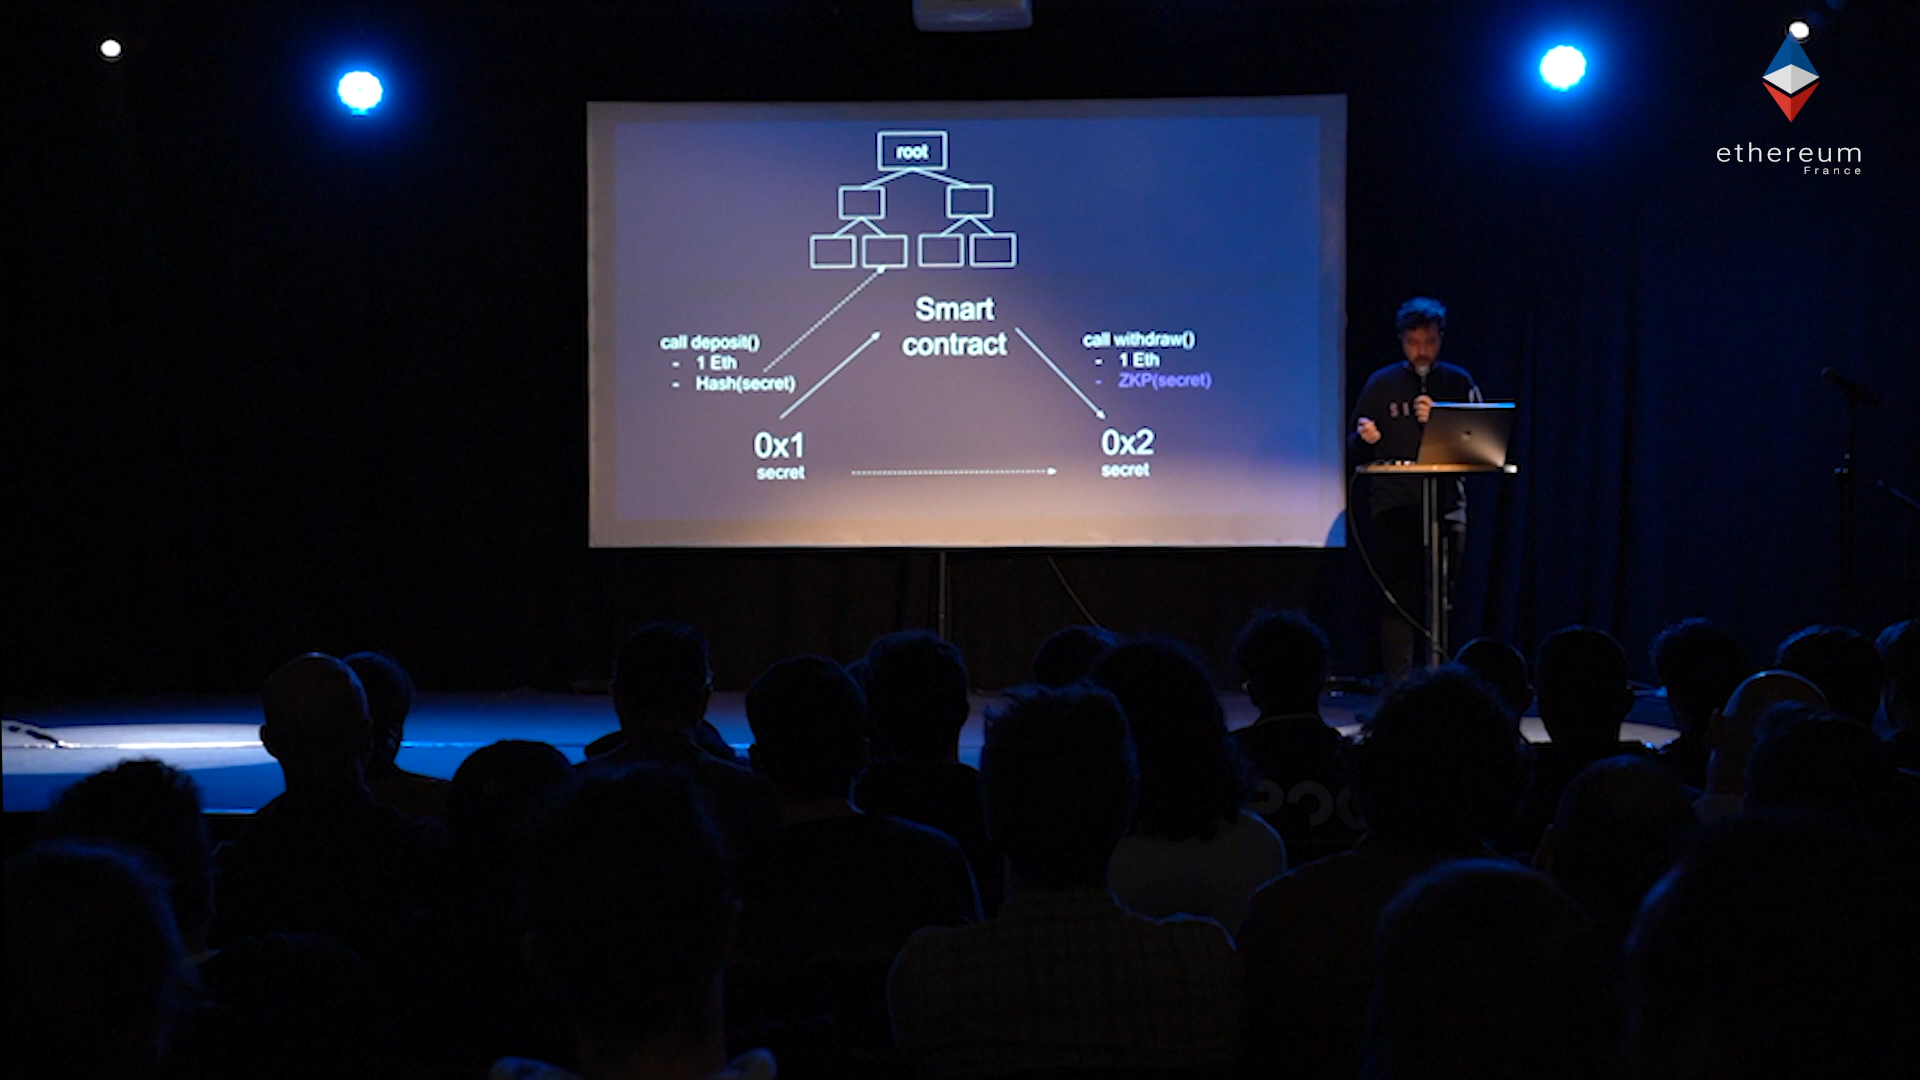 root
Smart
contract
call deposit()
- 1 Eth
- Hash(secret)
call withdraw()
- 1 Eth
- ZKP(secret)
0x1
secret
0x2
secret
ethereum
France